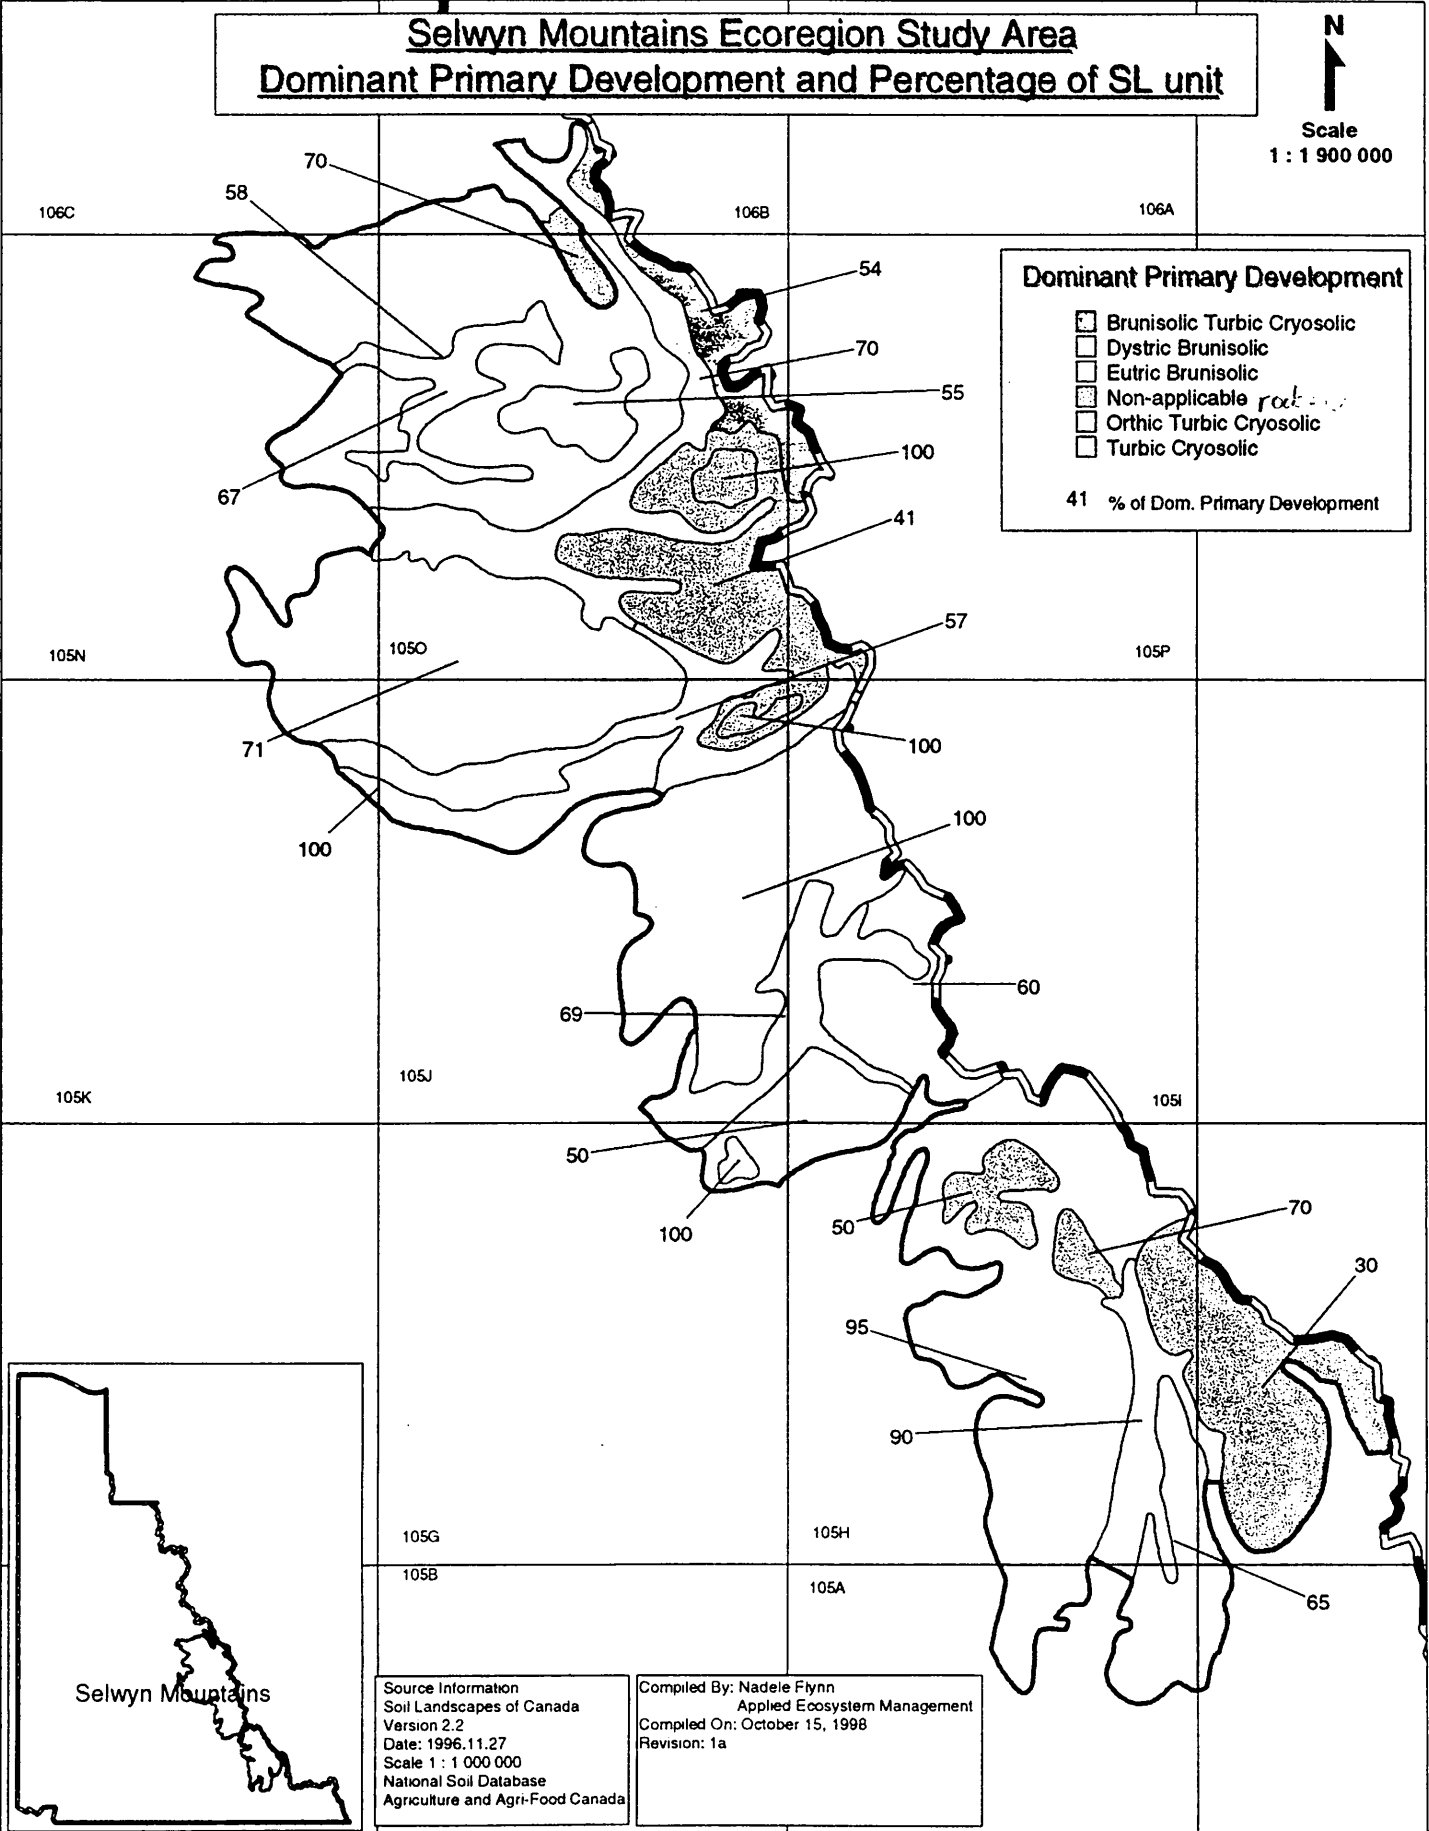 Selwyn Mountains Ecoregion Study Area
Dominant Primary Development and Percentage of SL unit
N
Scale
1 : 1 900 000
70
58
106C
106B
106A
54
Dominant Primary Development
Brunisolic Turbic Cryosolic
Dystric Brunisolic
Eutric Brunisolic
Non-applicable
Orthic Turbic Cryosolic
Turbic Cryosolic
41 % of Dom. Primary Development
70
55
100
67
41
57
105N
105O
105P
71
100
100
100
60
69
105J
105K
105I
50
100
50
70
30
95
90
105G
105H
105B
105A
65
Selwyn Mountains
Source Information
Soil Landscapes of Canada
Version 2.2
Date: 1996.11.27
Scale 1 : 1 000 000
National Soil Database
Agriculture and Agri-Food Canada
Compiled By: Nadele Flynn
Applied Ecosystem Management
Compiled On: October 15, 1998
Revision: 1a